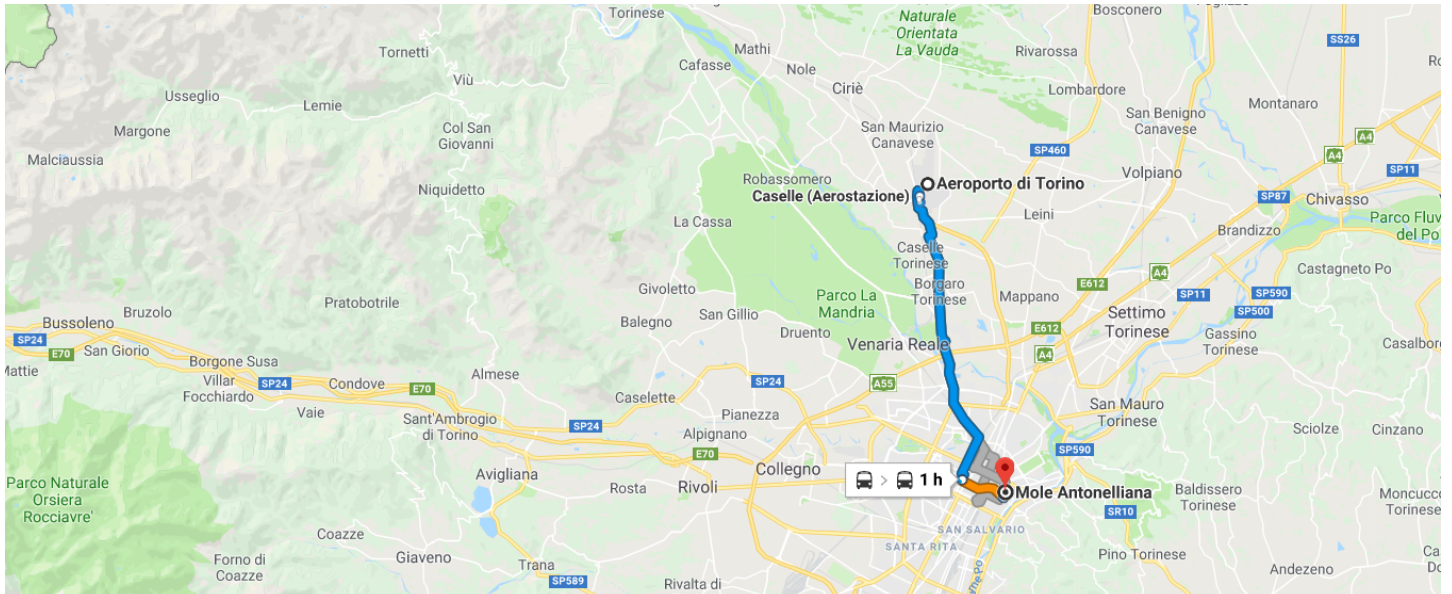 Torinese
Naturale
Orientata
La Vauda
Bosconero
Rivarossa
SS26
Tornetti
Mathi
Cafasse
Nole
Viù
Ciriè
Lombardore
Usseglio
Lemie
Montanaro
Margone
Col San
Giovanni
San Maurizio
Canavese
San Benigno
Canavese
A4
SP460
A4
Malciaussia
SP11
Niquidetto
Robassomero
Volpiano
Aeroporto di Torino
Caselle (Aerostazione)
SP87
Chivasso
La Cassa
Leini
Parco Fluv
del Po
Brandizzo
Caselle
Torinese
Castagneto Po
A4
Givoletto
Borgaro
Torinese
E612
Pratobotrile
Parco La
Mandria
Mappano
SP11
SP590
SP500
Bruzolo
Bussoleno
Balegno
San Gillio
Druento
E612
Settimo
Torinese
Gassino
Torinese
SP24
E70
San Giorio
Venaria Reale
A4
Casalbor
Mattie
Borgone Susa
Villar
Focchiardo
SP24
Condove
E70
Almese
SP24
A55
Vaie
Caselette
Pianezza
San Mauro
Torinese
Sant'Ambrogio
di Torino
SP24
Alpignano
Sciolze
Cinzano
E70
SP590
Avigliana
Collegno
Parco Naturale
Orsiera
Rocciavre'
Rosta
Rivoli
1 h
Mole Antonelliana
Baldissero
Torinese
Moncucco
Torinese
SR10
SAN SALVARIO
Coazze
SANTA RITA
Forno di
Coazze
Giaveno
Trana
Pino Torinese
SP589
Rivalta di
Andezeno